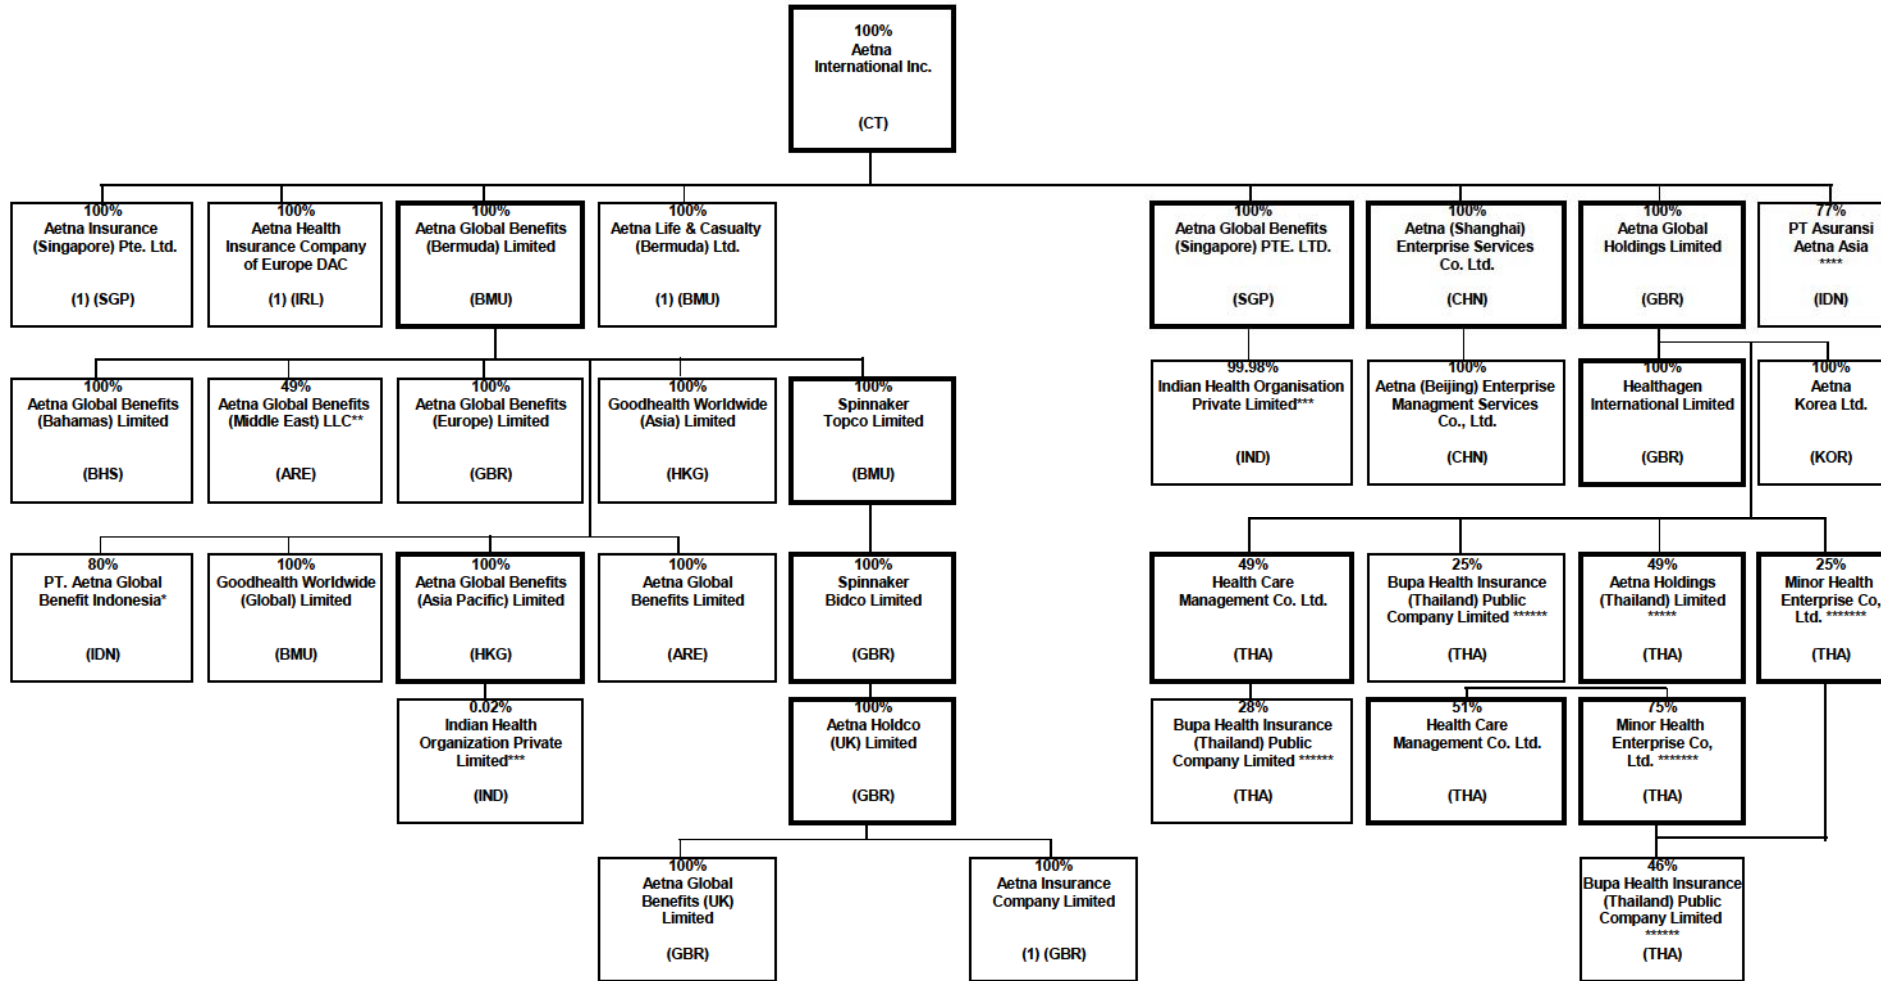 100%
Aetna
International Inc.
(CT)
100%
Aetna Insurance
(Singapore) Pte. Ltd.
(1) (SGP)
100%
Aetna Health
Insurance Company
of Europe DAC
(1) (IRL)
100%
Aetna Global Benefits
(Bermuda) Limited
(BMU)
100%
Aetna Life & Casualty
(Bermuda) Ltd.
(1) (BMU)
100%
Aetna Global Benefits
(Singapore) PTE. LTD.
(SGP)
100%
Aetna (Shanghai)
Enterprise Services
Co. Ltd.
(CHN)
100%
Aetna Global
Holdings Limited
(GBR)
77%
PT Asuransi
Aetna Asia
****
(IDN)
100%
Aetna Global Benefits
(Bahamas) Limited
(BHS)
49%
Aetna Global Benefits
(Middle East) LLC**
(ARE)
100%
Aetna Global Benefits
(Europe) Limited
(GBR)
100%
Goodhealth Worldwide
(Asia) Limited
(HKG)
100%
Spinnaker
Topco Limited
(BMU)
99.98%
Indian Health Organisation
Private Limited***
(IND)
100%
Aetna (Beijing) Enterprise
Managment Services
Co., Ltd.
(CHN)
100%
Healthagen
International Limited
(GBR)
100%
Aetna
Korea Ltd.
(KOR)
80%
PT. Aetna Global
Benefit Indonesia*
(IDN)
100%
Goodhealth Worldwide
(Global) Limited
(BMU)
100%
Aetna Global Benefits
(Asia Pacific) Limited
(HKG)
100%
Aetna Global
Benefits Limited
(ARE)
100%
Spinnaker
Bidco Limited
(GBR)
49%
Health Care
Management Co. Ltd.
(THA)
25%
Bupa Health Insurance
(Thailand) Public
Company Limited ******
(THA)
49%
Aetna Holdings
(Thailand) Limited
*****
(THA)
25%
Minor Health
Enterprise Co,
Ltd. *******
(THA)
0.02%
Indian Health
Organization Private
Limited***
(IND)
100%
Aetna Holdco
(UK) Limited
(GBR)
28%
Bupa Health Insurance
(Thailand) Public
Company Limited ******
(THA)
51%
Health Care
Management Co. Ltd.
(THA)
75%
Minor Health
Enterprise Co,
Ltd. *******
(THA)
100%
Aetna Global
Benefits (UK)
Limited
(GBR)
100%
Aetna Insurance
Company Limited
(1) (GBR)
46%
Bupa Health Insurance
(Thailand) Public
Company Limited
******
(THA)